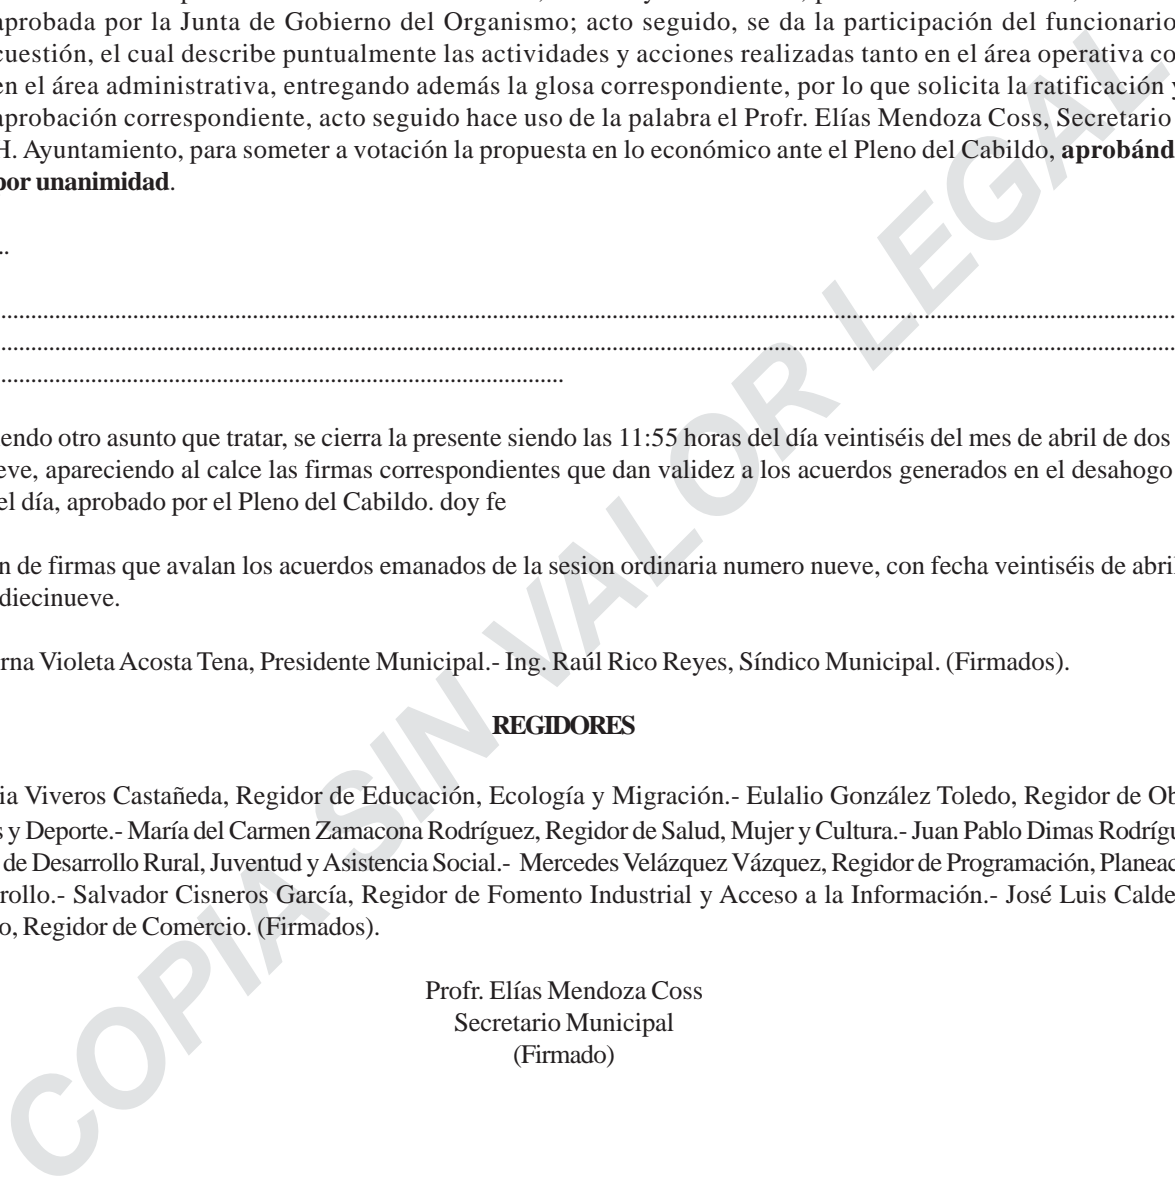 aprobada por la Junta de Gobierno del Organismo; acto seguido, se da la participación del funcionario
cuestión, el cual describe puntualmente las actividades y acciones realizadas tanto en el área operativa co
en el área administrativa, entregando además la glosa correspondiente, por lo que solicita la ratificación y
aprobación correspondiente, acto seguido hace uso de la palabra el Profr. Elías Mendoza Coss, Secretario
H. Ayuntamiento, para someter a votación la propuesta en lo económico ante el Pleno del Cabildo, aprobánd
por unanimidad.
endo otro asunto que tratar, se cierra la presente siendo las 11:55 horas del día veintiséis del mes de abril de dos
eve, apareciendo al calce las firmas correspondientes que dan validez a los acuerdos generados en el desahogo
el día, aprobado por el Pleno del Cabildo. doy fe
n de firmas que avalan los acuerdos emanados de la sesion ordinaria numero nueve, con fecha veintiséis de abril
diecinueve.
rna Violeta Acosta Tena, Presidente Municipal.- Ing. Raúl Rico Reyes, Síndico Municipal. (Firmados).
REGIDORES
ia Viveros Castañeda, Regidor de Educación, Ecología y Migración.- Eulalio González Toledo, Regidor de Ob
s y Deporte.- María del Carmen Zamacona Rodríguez, Regidor de Salud, Mujer y Cultura.- Juan Pablo Dimas Rodrígu
de Desarrollo Rural, Juventud y Asistencia Social.- Mercedes Velázquez Vázquez, Regidor de Programación, Planeac
rollo.- Salvador Cisneros García, Regidor de Fomento Industrial y Acceso a la Información.- José Luis Calde
o, Regidor de Comercio. (Firmados).
Profr. Elías Mendoza Coss
Secretario Municipal
(Firmado)
COPIA SIN VALOR LEGAL